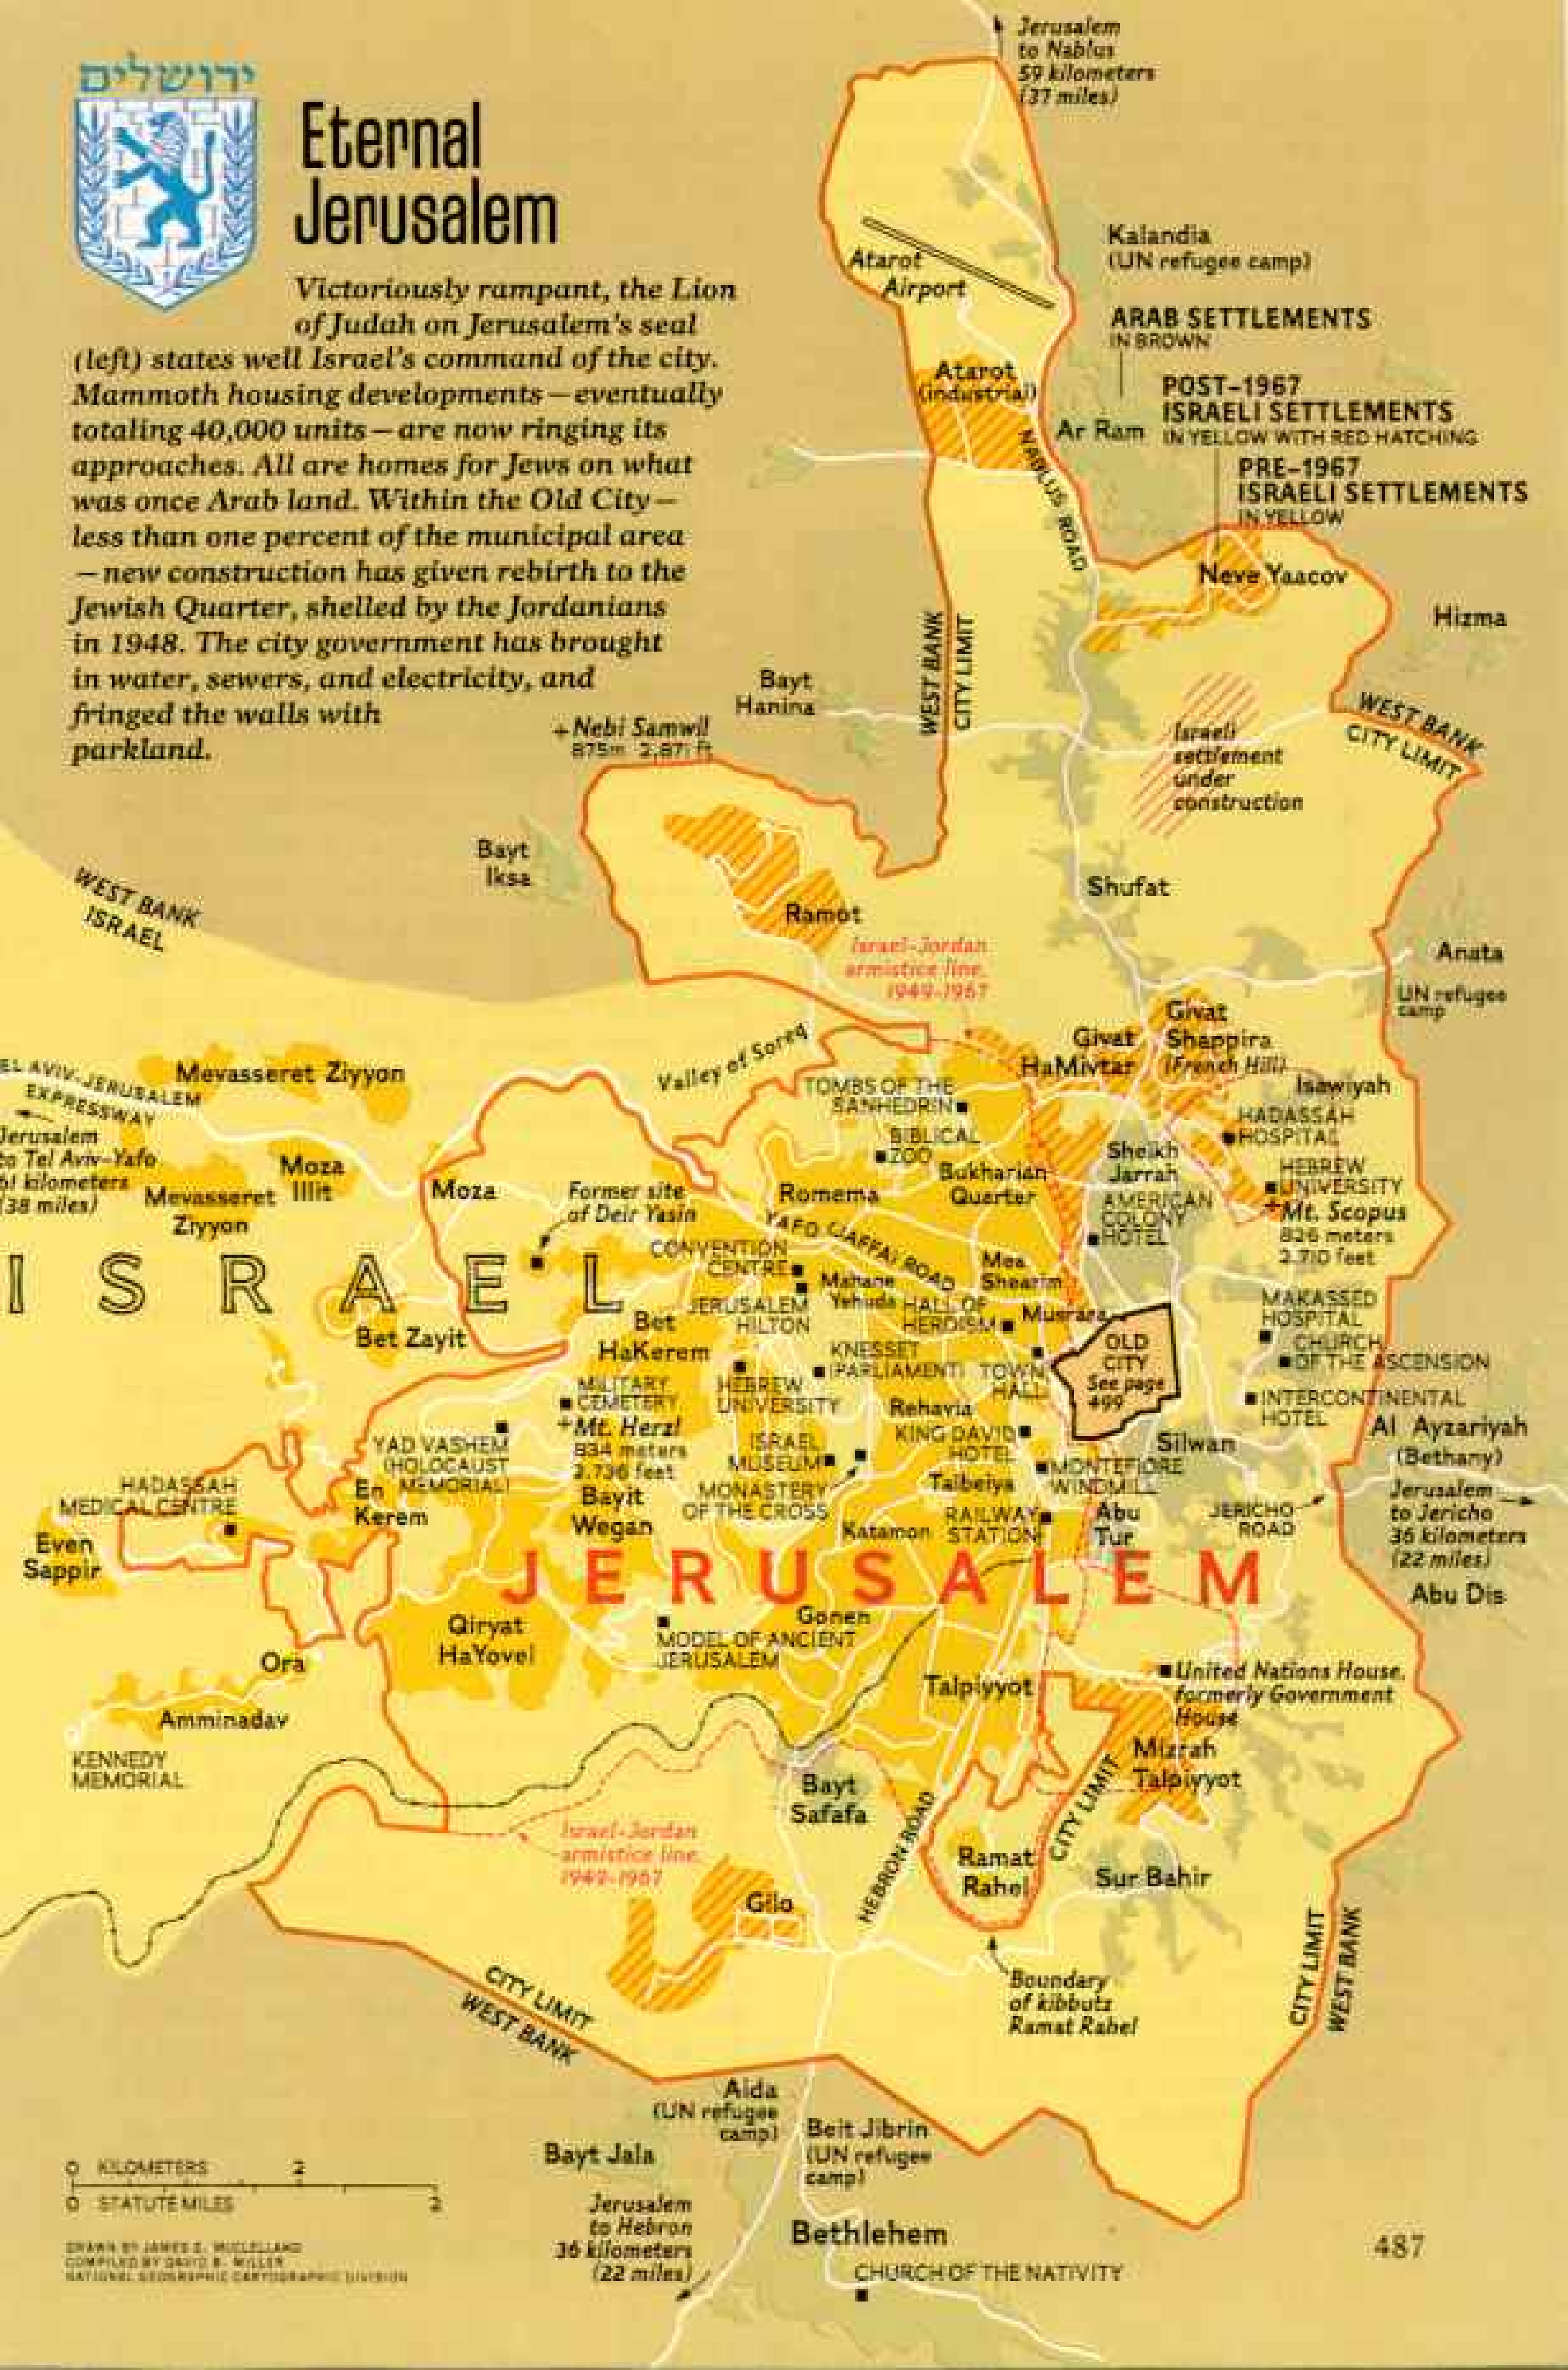 ירושלים
Eternal
Jerusalem
Victoriously rampant, the Lion
of Judah on Jerusalem's seal
(left) states well Israel's command of the city.
Mammoth housing developments—eventually
totaling 40,000 units—are now ringing its
approaches. All are homes for Jews on what
was once Arab land. Within the Old City—
less than one percent of the municipal area
—new construction has given rebirth to the
Jewish Quarter, shelled by the Jordanians
in 1948. The city government has brought
in water, sewers, and electricity, and
fringed the walls with
parkland.
Jerusalem
to Nablus
59 kilometers
(37 miles)
Kalandia
(UN refugee camp)
Atarot
Airport
ARAB SETTLEMENTS
IN BROWN
Atarot
(industrial)
POST-1967
ISRAELI SETTLEMENTS
IN YELLOW WITH RED HATCHING
Ar Ram
NABLUS ROAD
PRE-1967
ISRAELI SETTLEMENTS
IN YELLOW
Neve Yaacov
Hizma
WEST BANK
CITY LIMIT
Bayt
Hanina
+Nebi Samwil
875m 2,871 ft
WEST BANK
CITY LIMIT
Israeli
settlement
under
construction
Bayt
Iksa
Shufat
WEST BANK
ISRAEL
Ramot
Israel-Jordan
armistice line,
1949-1967
Anata
UN refugee
camp
Givat
Shappira
(French Hill)
Givat
HaMivtar
Valley of Soreq
Mevasseret Ziyyon
EL AVIV-JERUSALEM
EXPRESSWAY
Jerusalem
to Tel Aviv-Yafo
61 kilometers
(38 miles)
TOMBS OF THE
SANHEDRIN
Isawiyah
HADASSAH
HOSPITAL
BIBLICAL
ZOO
Sheikh
Jarrah
Moza
Illit
Mevasseret
Ziyyon
Moza
Former site
of Deir Yasin
Romema
Bukharian
Quarter
HEBREW
UNIVERSITY
+Mt. Scopus
826 meters
2,710 feet
AMERICAN
COLONY
HOTEL
YAFO (JAFFA) ROAD
CONVENTION
CENTRE
Mea
Shearim
Mahane
Yehuda
ISRAEL
JERUSALEM
HILTON
HALL OF
HEROISM
Musrara
MAKASSED
HOSPITAL
Bet Zayit
Bet
HaKerem
KNESSET
(PARLIAMENT)
TOWN
HALL
OLD
CITY
See page
499
CHURCH
OF THE ASCENSION
MILITARY
CEMETERY
HEBREW
UNIVERSITY
Rehavia
INTERCONTINENTAL
HOTEL
+Mt. Herzl
834 meters
2,736 feet
YAD VASHEM
(HOLOCAUST
MEMORIAL)
ISRAEL
MUSEUM
KING DAVID
HOTEL
Silwan
Al Ayzariyah
(Bethany)
HADASSAH
MEDICAL CENTRE
En
Kerem
Bayit
Wegan
MONASTERY
OF THE CROSS
Talbeiya
MONTEFIORE
WINDMILL
Jerusalem
to Jericho
36 kilometers
(22 miles)
Even
Sappir
Katamon
RAILWAY
STATION
Abu
Tur
JERICHO
ROAD
JERUSALEM
Abu Dis
Qiryat
HaYovel
Gonen
MODEL OF ANCIENT
JERUSALEM
Ora
Talpiyyot
United Nations House,
formerly Government
House
Amminadav
KENNEDY
MEMORIAL
Mizrah
Talpiyyot
Bayt
Safafa
CITY LIMIT
Israel-Jordan
armistice line,
1949-1967
HEBRON ROAD
Ramat
Rahel
Sur Bahir
Gilo
CITY LIMIT
WEST BANK
Boundary
of kibbutz
Ramat Rahel
CITY LIMIT
WEST BANK
Aida
(UN refugee
camp)
Beit Jibrin
(UN refugee
camp)
Bayt Jala
0 KILOMETERS 2
0 STATUTE MILES 2
Jerusalem
to Hebron
36 kilometers
(22 miles)
Bethlehem
CHURCH OF THE NATIVITY
DRAWN BY JAMES E. MCCLELLAND
COMPILED BY DAVID B. MILLER
NATIONAL GEOGRAPHIC CARTOGRAPHIC DIVISION
487